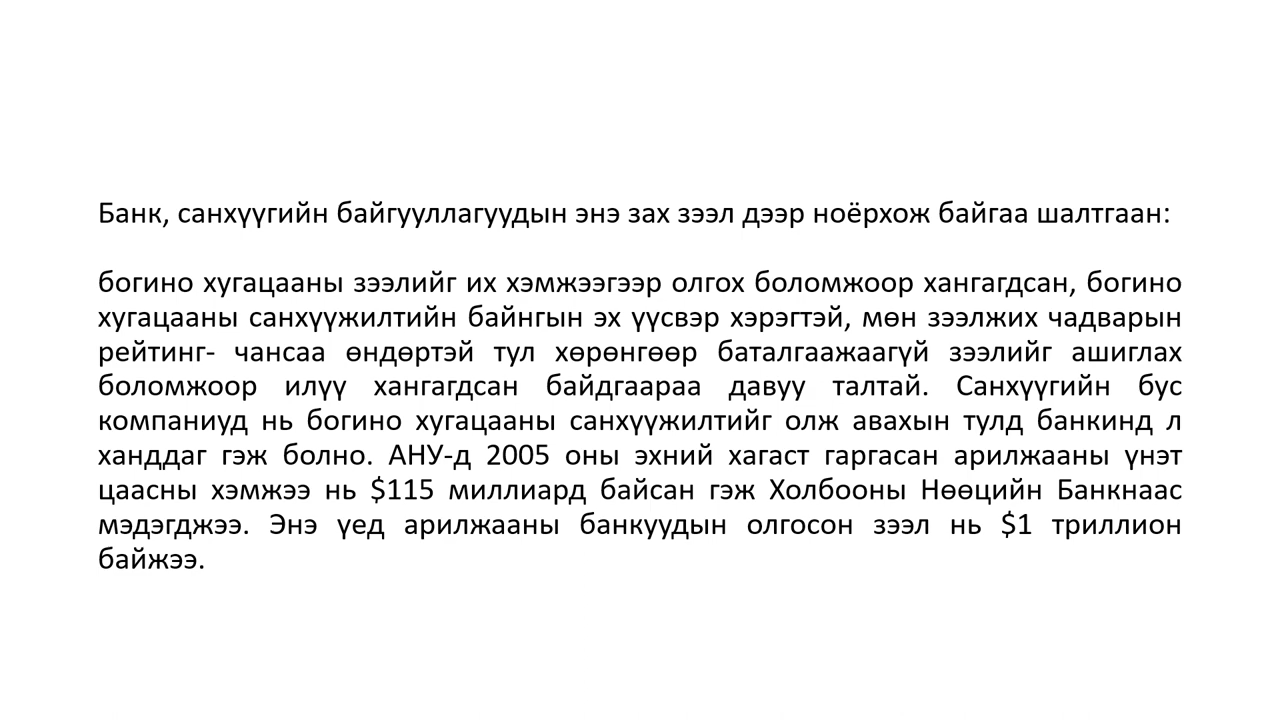 Банк, санхүүгийн байгууллагуудын энэ зах зээл дээр ноёрхож байгаа шалтгаан:
богино хугацааны зээлийг их хэмжээгээр олгох боломжоор хангагдсан, богино
хугацааны санхүүжилтийн байнгын эх үүсвэр хэрэгтэй, мөн зээлжих чадварын
рейтинг- чансаа өндөртэй тул хөрөнгөөр баталгаажаагүй зээлийг ашиглах
боломжоор илүү хангагдсан байдгаараа давуу талтай. Санхүүгийн бус
компаниуд нь богино хугацааны санхүүжилтийг олж авахын тулд банкинд л
ханддаг гэж болно. АНУ-д 2005 оны эхний хагаст гаргасан арилжааны үнэт
цаасны хэмжээ нь $115 миллиард байсан гэж Холбооны Нөөцийн Банкнаас
мэдэгджээ. Энэ үед арилжааны банкуудын олгосон зээл нь $1 триллион
байжээ.